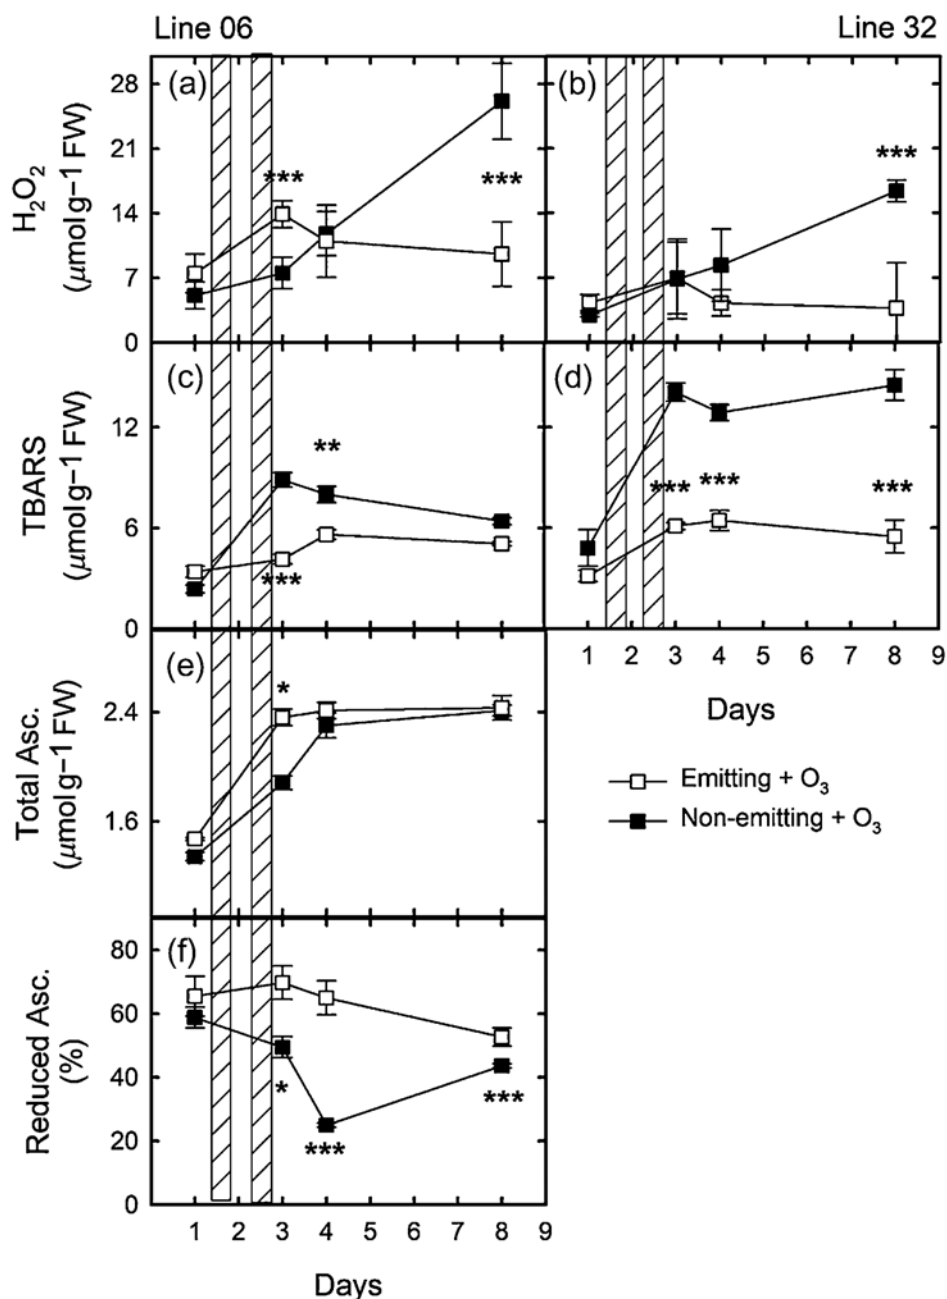 Line 06
Line 32
(a)
(b)
H2O2
(µmol g−1 FW)
28
21
14
7
0
***
***
***
(c)
(d)
TBARS
(µmol g−1 FW)
12
6
0
**
***
***
***
***
1 2 3 4 5 6 7 8 9
Days
(e)
Total Asc.
(µmol g−1 FW)
2.4
1.6
*
Emitting + O3
Non-emitting + O3
(f)
Reduced Asc.
(%)
80
60
40
20
0
*
***
***
1 2 3 4 5 6 7 8 9
Days